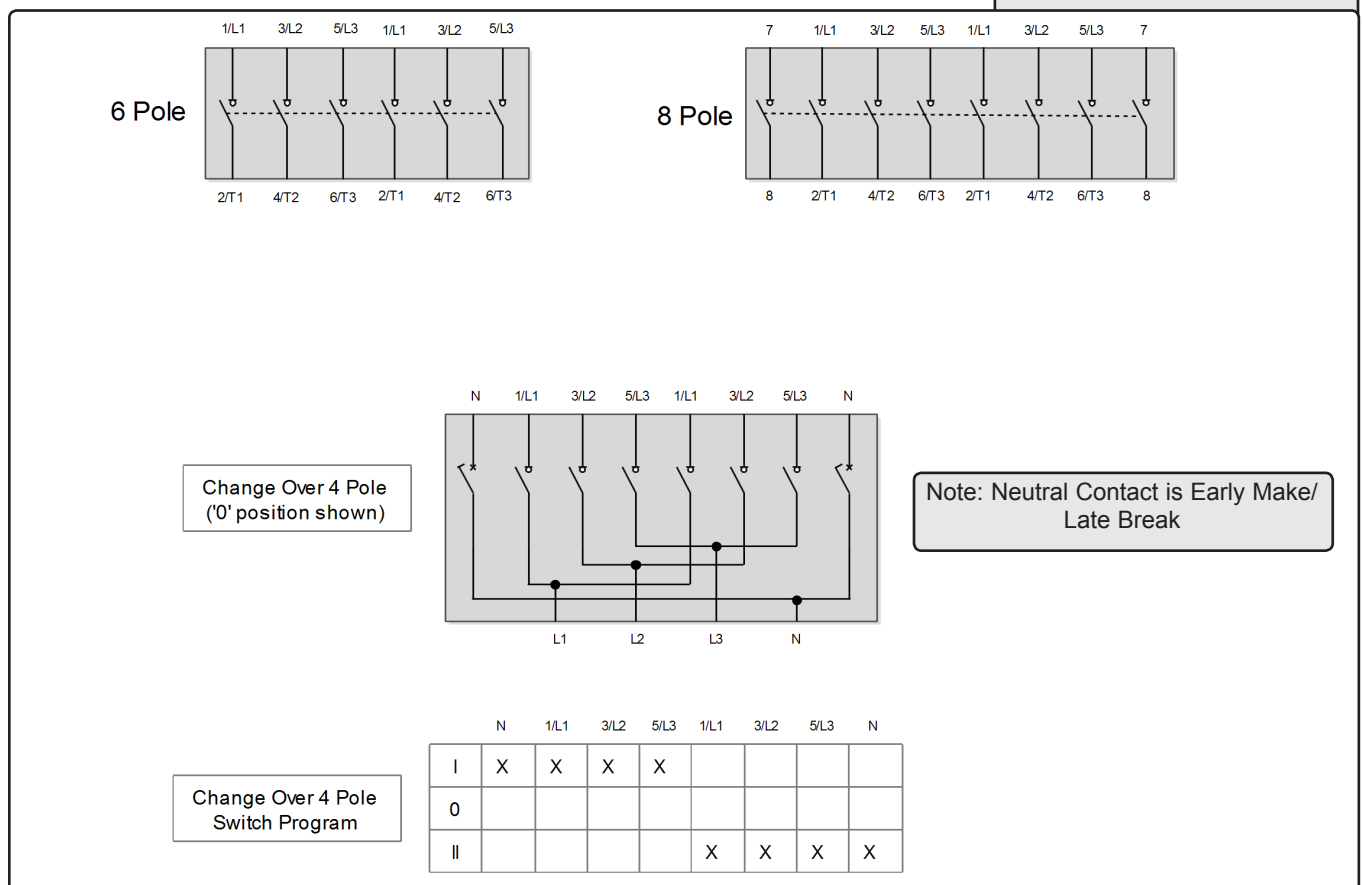 1/L1 3/L2 5/L3 1/L1 3/L2 5/L3
6 Pole
2/T1 4/T2 6/T3 2/T1 4/T2 6/T3
7 1/L1 3/L2 5/L3 1/L1 3/L2 5/L3 7
8 Pole
8 2/T1 4/T2 6/T3 2/T1 4/T2 6/T3 8
N 1/L1 3/L2 5/L3 1/L1 3/L2 5/L3 N
Change Over 4 Pole
('0' position shown)
Note: Neutral Contact is Early Make/
Late Break
L1 L2 L3 N
N 1/L1 3/L2 5/L3 1/L1 3/L2 5/L3 N
Change Over 4 Pole
Switch Program
I X X X X
0
II X X X X